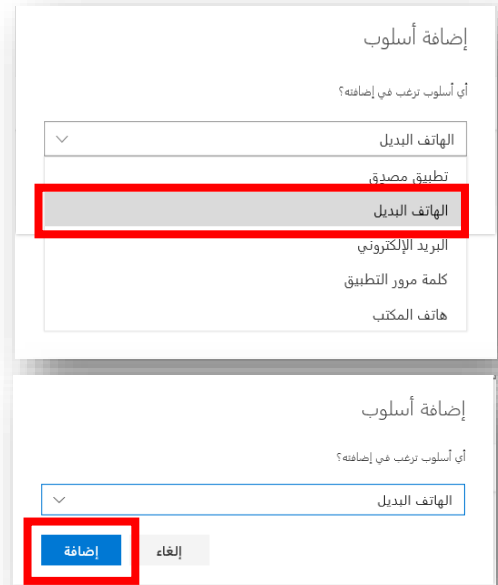 إضافة أسلوب
أي أسلوب ترغب في إضافته؟
الهاتف البديل
تطبيق مصدق
الهاتف البديل
البريد الإلكتروني
كلمة مرور التطبيق
هاتف المكتب
إضافة أسلوب
أي أسلوب ترغب في إضافته؟
الهاتف البديل
إلغاء إضافة